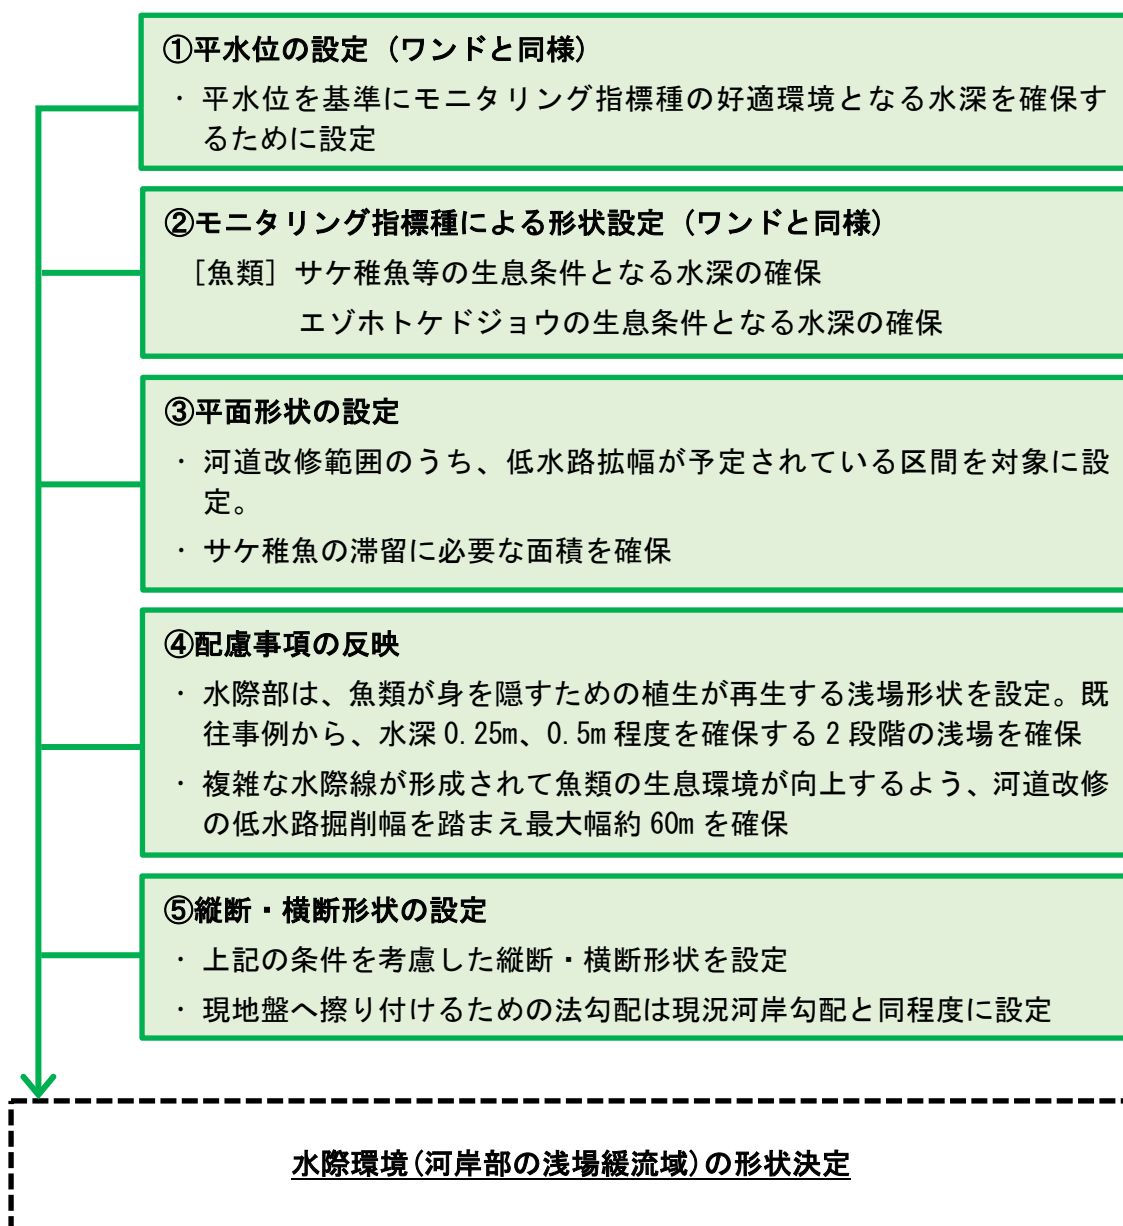 ①平水位の設定（ワンドと同様）
・平水位を基準にモニタリング指標種の好適環境となる水深を確保す
るために設定
②モニタリング指標種による形状設定（ワンドと同様）
［魚類］サケ稚魚等の生息条件となる水深の確保
エゾホトケドジョウの生息条件となる水深の確保
③平面形状の設定
・河道改修範囲のうち、低水路拡幅が予定されている区間を対象に設
定。
・サケ稚魚の滞留に必要な面積を確保
④配慮事項の反映
・水際部は、魚類が身を隠すための植生が再生する浅場形状を設定。既
往事例から、水深 0.25m、0.5m 程度を確保する 2 段階の浅場を確保
・複雑な水際線が形成されて魚類の生息環境が向上するよう、河道改修
の低水路掘削幅を踏まえ最大幅約 60m を確保
⑤縦断・横断形状の設定
・上記の条件を考慮した縦断・横断形状を設定
・現地盤へ擦り付けるための法勾配は現況河岸勾配と同程度に設定
水際環境(河岸部の浅場緩流域)の形状決定